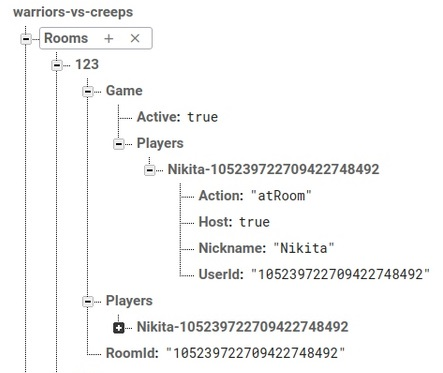 warriors-vs-creeps
Rooms + ×
123
Game
Active: true
Players
Nikita-105239722709422748492
Action: "atRoom"
Host: true
Nickname: "Nikita"
UserId: "105239722709422748492"
Players
Nikita-105239722709422748492
RoomId: "105239722709422748492"